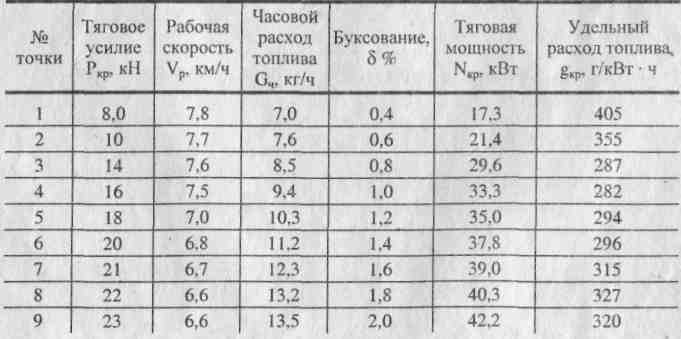 № точки | Тяговое усилие Pкр, кН | Рабочая скорость Vр, км/ч | Часовой расход топлива Gч, кг/ч | Буксование, δ % | Тяговая мощность Nкр, кВт | Удельный расход топлива, gкр, г/кВт · ч
1 | 8,0 | 7,8 | 7,0 | 0,4 | 17,3 | 405
2 | 10 | 7,7 | 7,6 | 0,6 | 21,4 | 355
3 | 14 | 7,6 | 8,5 | 0,8 | 29,6 | 287
4 | 16 | 7,5 | 9,4 | 1,0 | 33,3 | 282
5 | 18 | 7,0 | 10,3 | 1,2 | 35,0 | 294
6 | 20 | 6,8 | 11,2 | 1,4 | 37,8 | 296
7 | 21 | 6,7 | 12,3 | 1,6 | 39,0 | 315
8 | 22 | 6,6 | 13,2 | 1,8 | 40,3 | 327
9 | 23 | 6,6 | 13,5 | 2,0 | 42,2 | 320